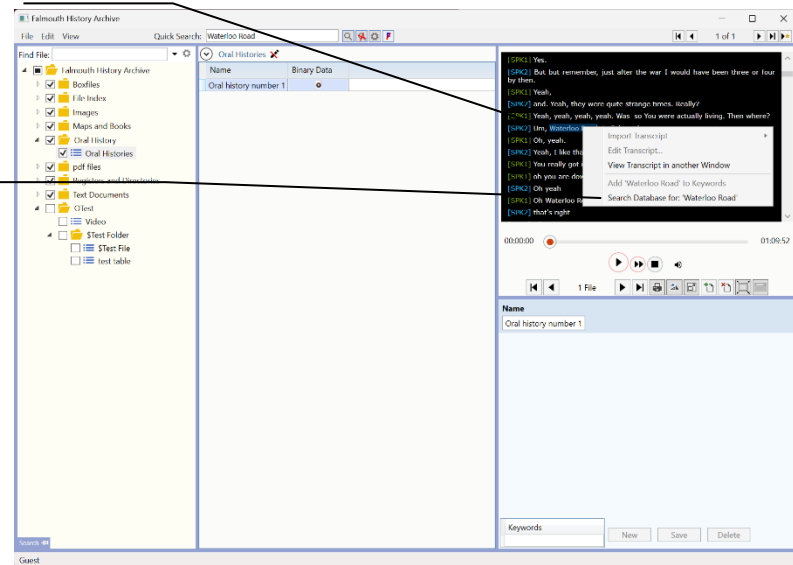 Falmouth History Archive
File Edit View Quick Search: Waterloo Road 1 of 1
Find File:
Falmouth History Archive
Boxfiles
File Index
Images
Maps and Books
Oral History
Oral Histories
pdf files
Registers and Directories
Text Documents
OTest
Video
$Test Folder
$Test File
test table
Search
Guest
Oral Histories
Name Binary Data
Oral history number 1
[SPK1] Yes.
[SPK2] But but remember, just after the war I would have been three or four
by then.
[SPK1] Yeah,
[SPK2] and. Yeah, they were quite strange times. Really?
[SPK1] Yeah, yeah, yeah, yeah. Was so You were actually living. Then where?
[SPK2] Um, Waterloo
[SPK1] Oh, yeah.
[SPK2] Yeah, I like tha
[SPK1] You really got
[SPK1] oh you are do
[SPK2] Oh yeah
[SPK1] Oh Waterloo R
[SPK2] that's right
Import Transcript
Edit Transcript...
View Transcript in another Window
Add 'Waterloo Road' to Keywords
Search Database for: 'Waterloo Road'
00:00:00 01:09:52
1 File
Name
Oral history number 1
Keywords
New Save Delete